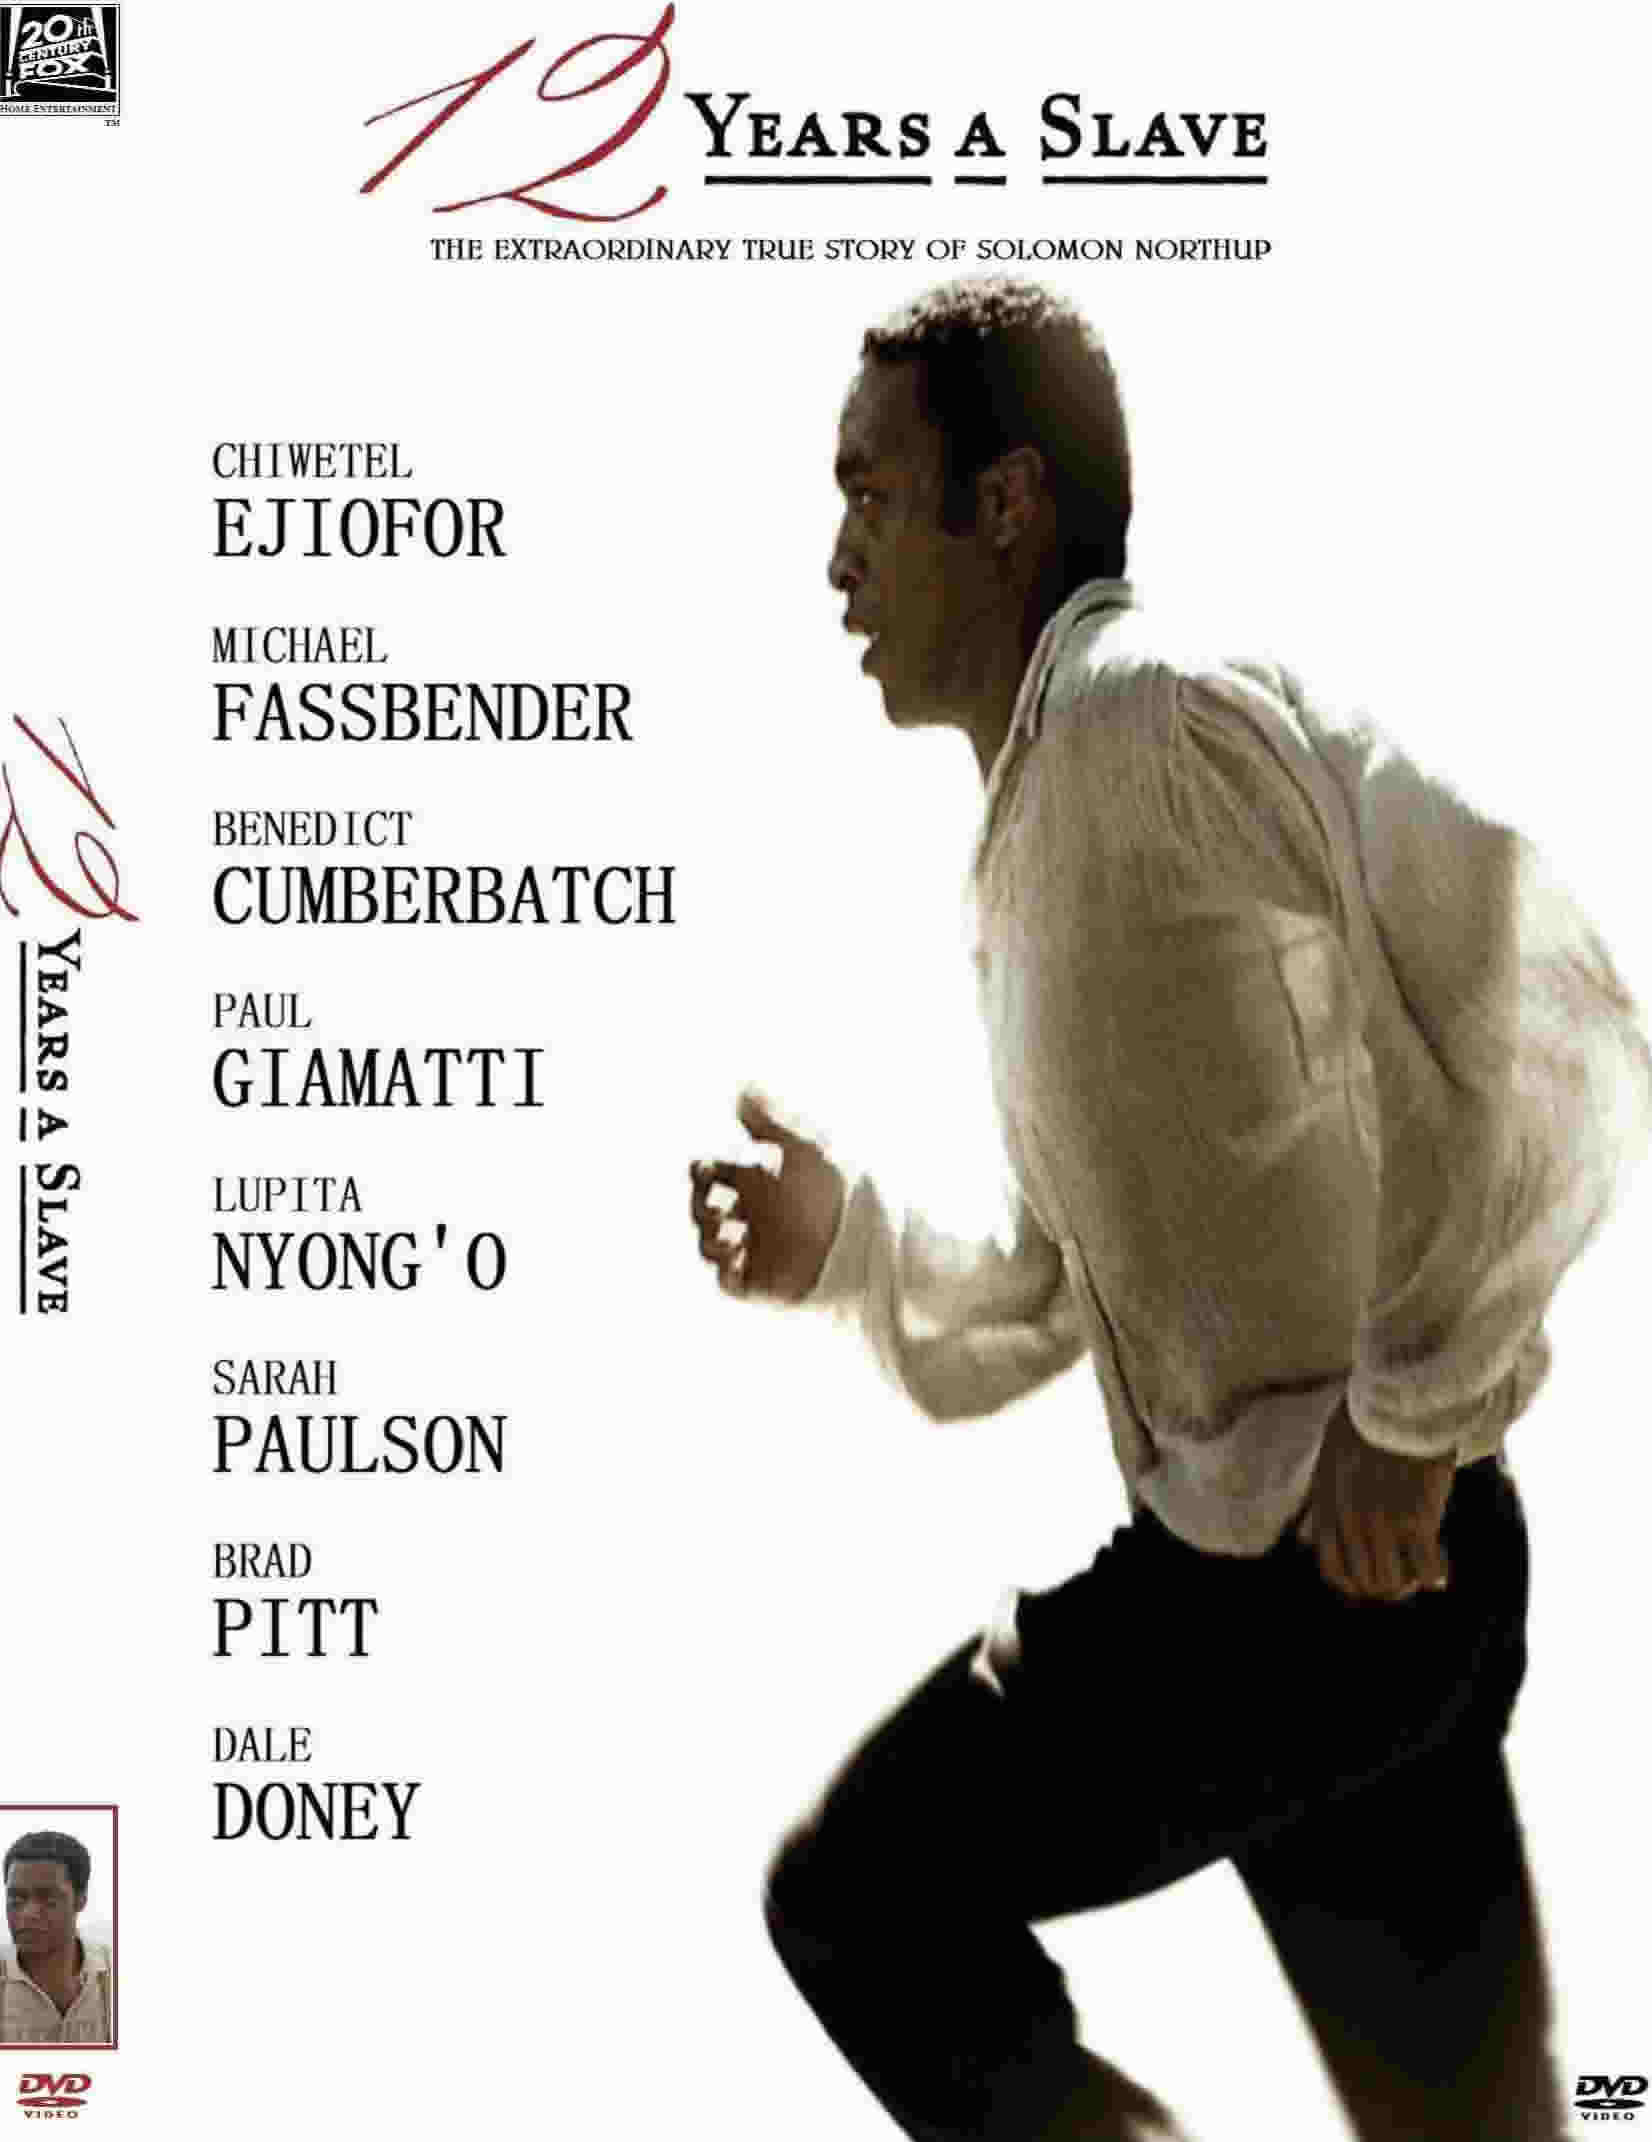 20th
CENTURY
FOX
HOME ENTERTAINMENT
TM
12 YEARS A SLAVE
THE EXTRAORDINARY TRUE STORY OF SOLOMON NORTHUP
CHIWETEL
EJIOFOR
MICHAEL
FASSBENDER
BENEDICT
CUMBERBATCH
PAUL
GIAMATTI
LUPITA
NYONG'O
SARAH
PAULSON
BRAD
PITT
DALE
DONEY
12 YEARS A SLAVE
DVD
VIDEO
DVD
VIDEO